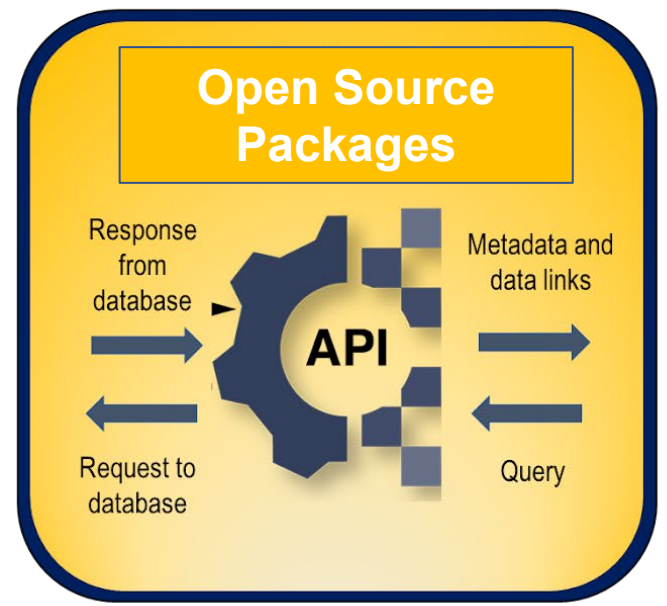 Open Source
Packages
Response
from
database
Metadata and
data links
API
Request to
database
Query